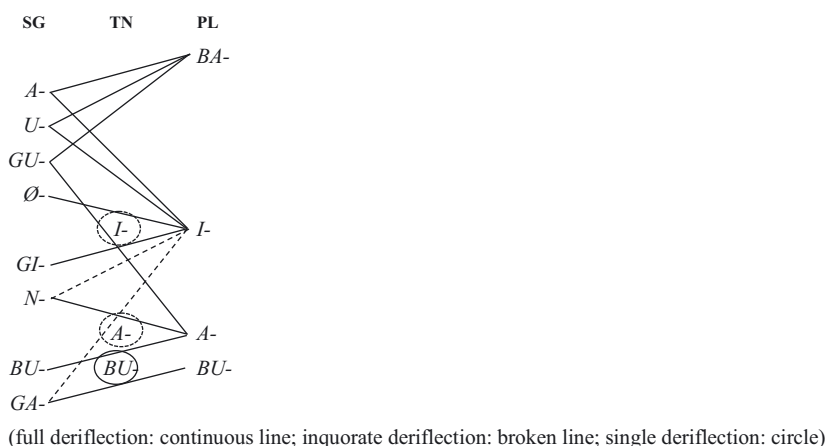 SG TN PL
BA-
A-
U-
GU-
Ø-
I- I-
GI-
N-
A- A-
BU- BU- BU-
GA-
(full deriflection: continuous line; inquorate deriflection: broken line; single deriflection: circle)